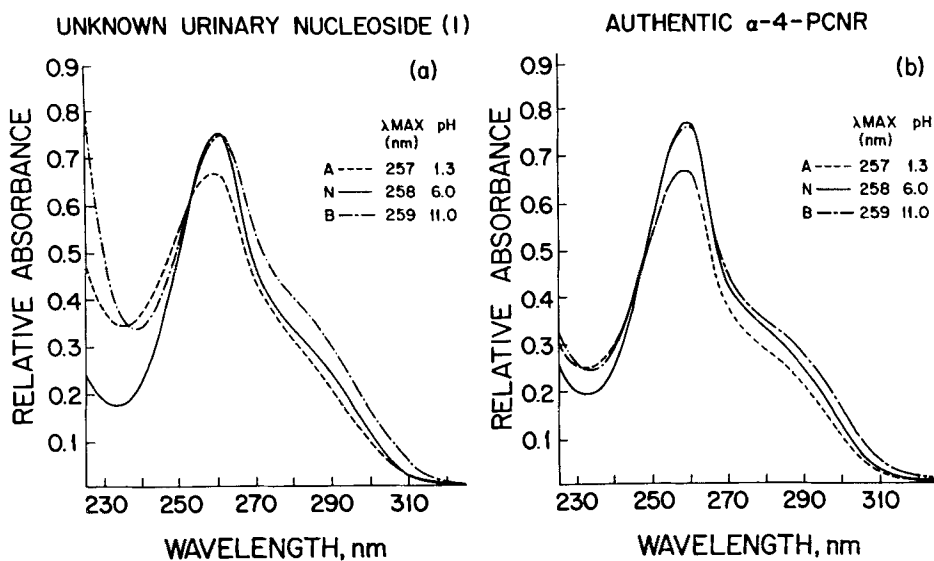 UNKNOWN URINARY NUCLEOSIDE (I)
(a)
RELATIVE ABSORBANCE
0.9
0.8
0.7
0.6
0.5
0.4
0.3
0.2
0.1
λMAX pH
(nm)
A 257 1.3
N 258 6.0
B 259 11.0
230 250 270 290 310
WAVELENGTH, nm
AUTHENTIC α-4-PCNR
(b)
RELATIVE ABSORBANCE
0.9
0.8
0.7
0.6
0.5
0.4
0.3
0.2
0.1
λMAX pH
(nm)
A 257 1.3
N 258 6.0
B 259 11.0
230 250 270 290 310
WAVELENGTH, nm